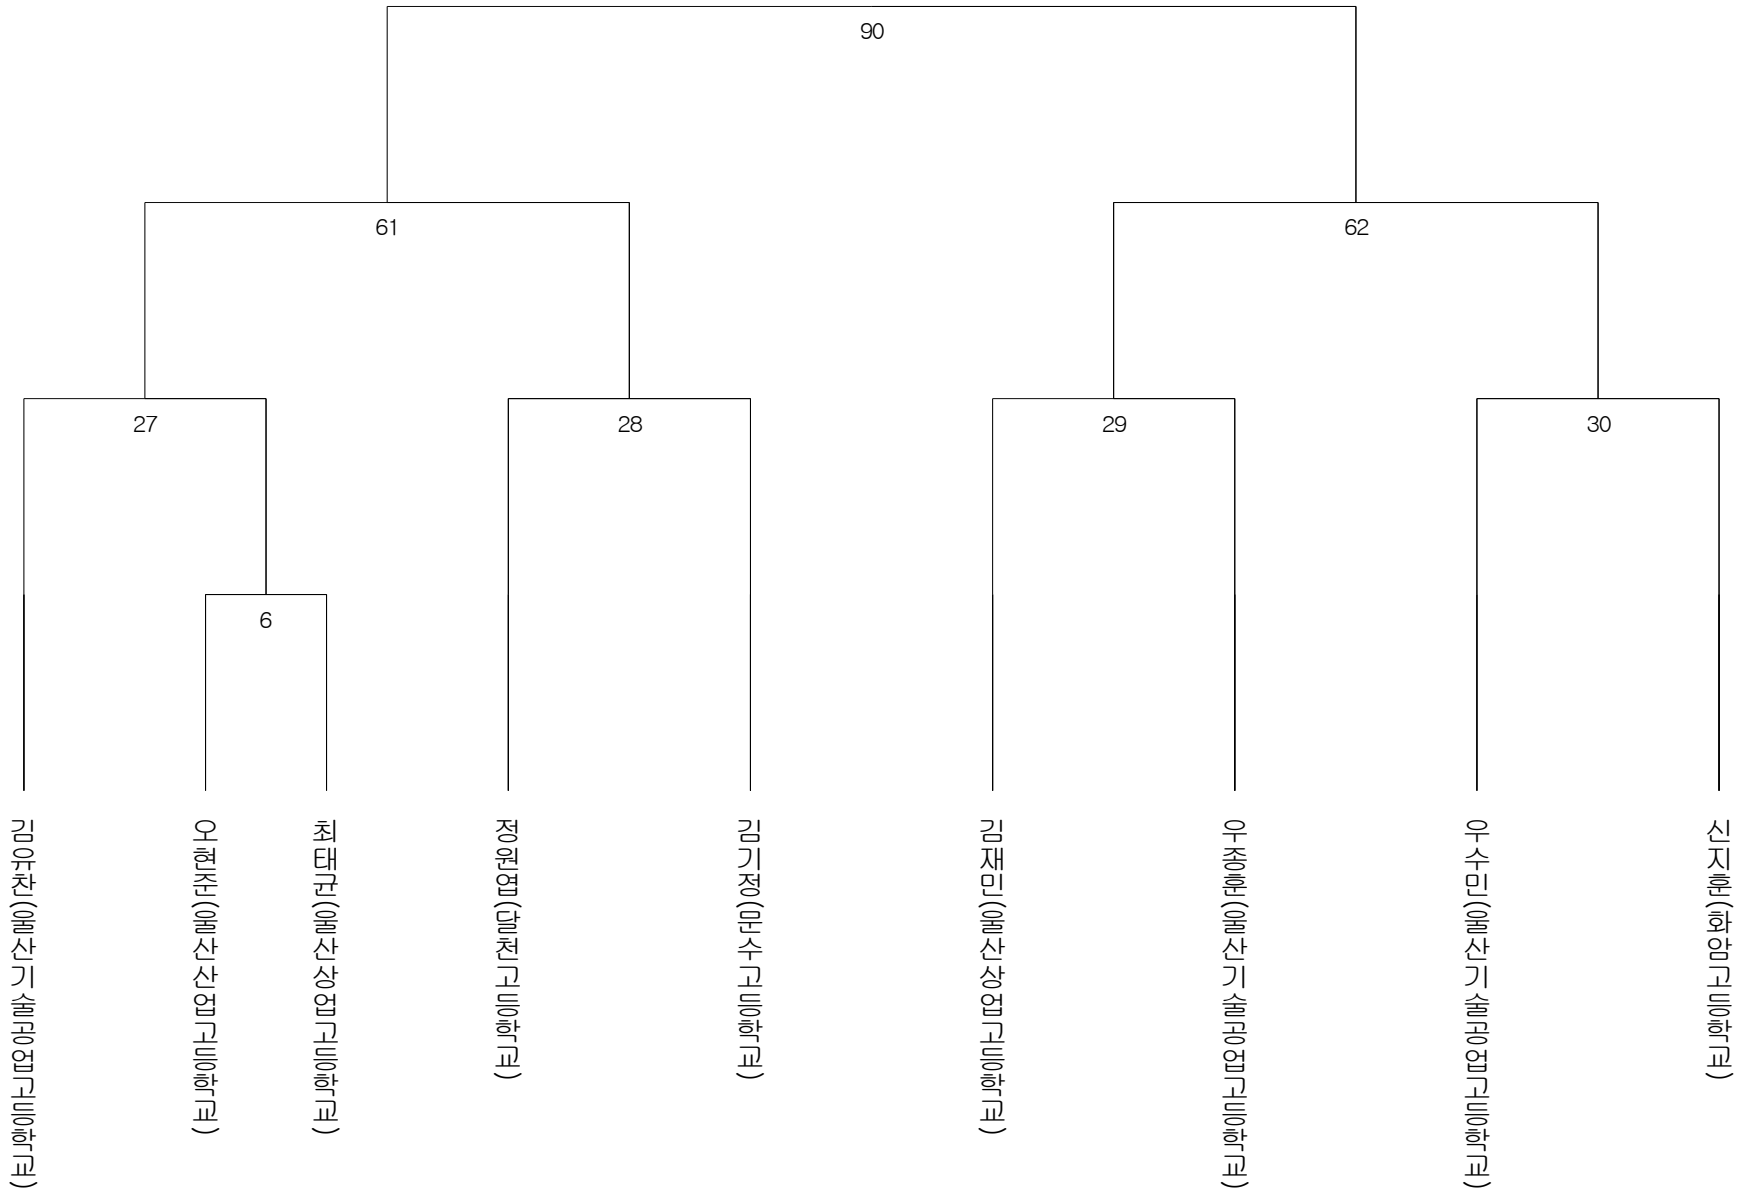 90
61
62
27
28
29
30
6
김유찬(울산기술공업고등학교)
오현준(울산산업고등학교)
최태균(울산상업고등학교)
정원엽(달천고등학교)
김기정(문수고등학교)
김재민(울산상업고등학교)
우종훈(울산기술공업고등학교)
우수민(울산기술공업고등학교)
신지훈(화암고등학교)